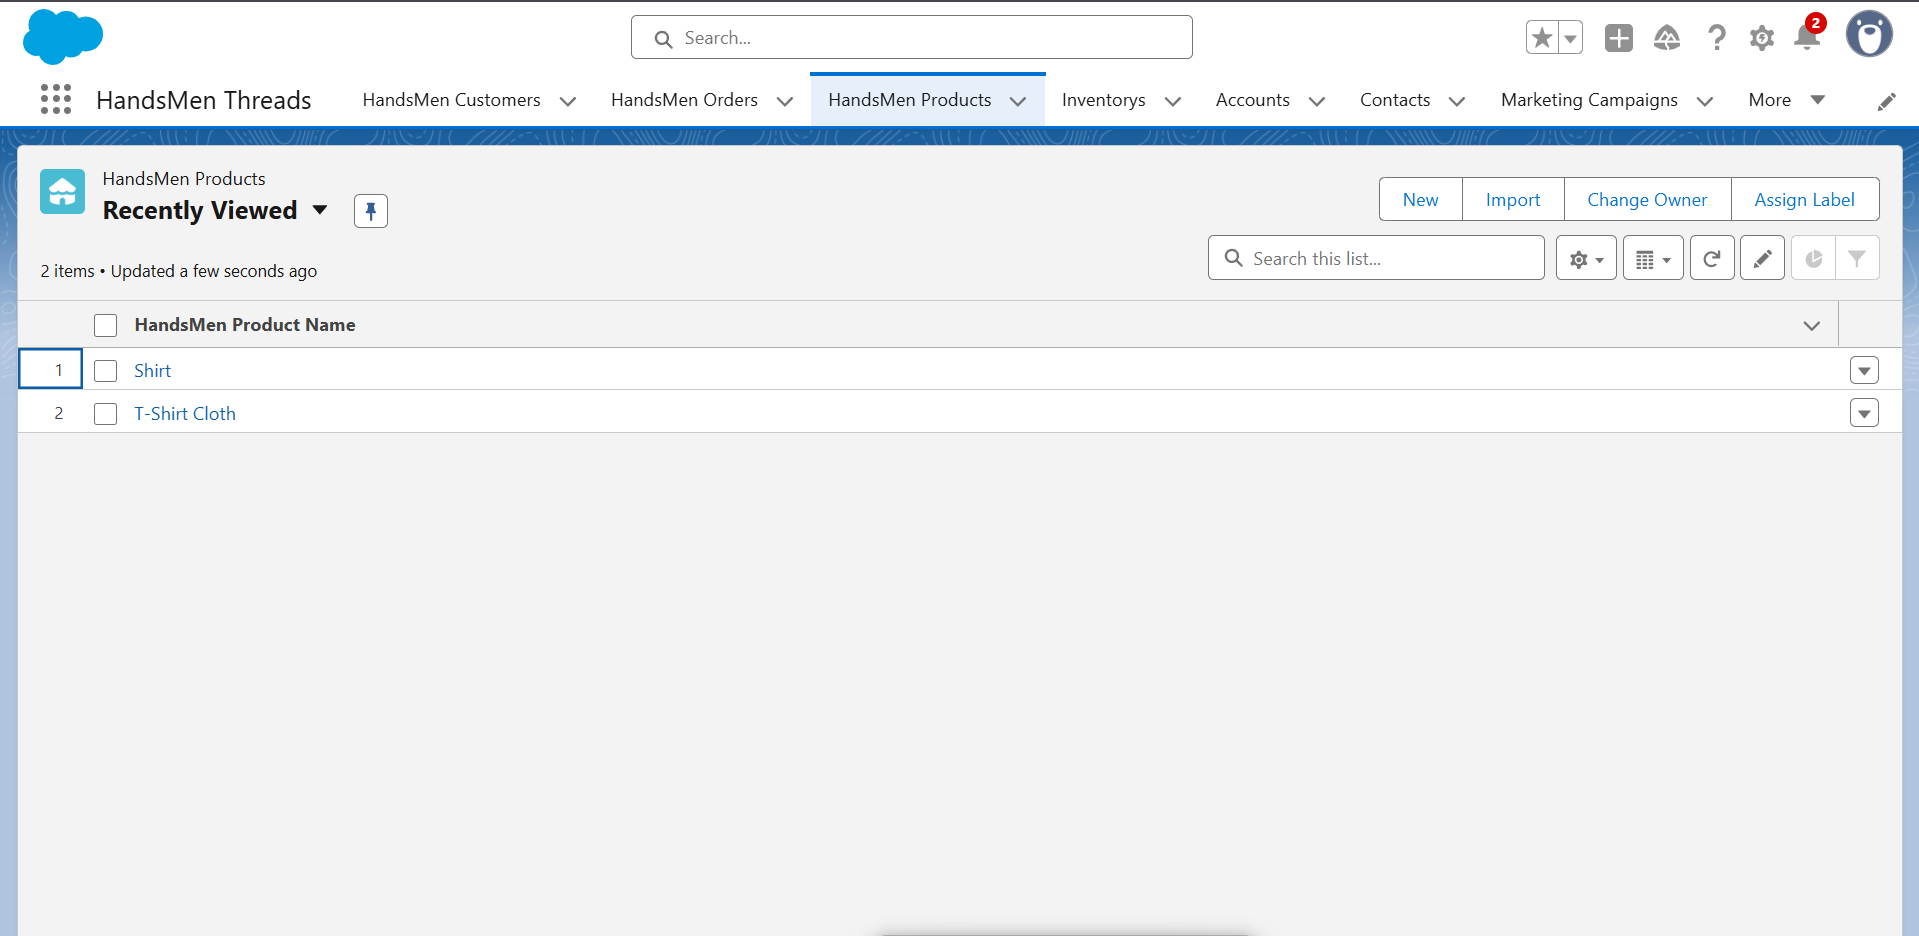 Search...
2
HandsMen Threads HandsMen Customers HandsMen Orders HandsMen Products Inventorys Accounts Contacts Marketing Campaigns More
HandsMen Products
Recently Viewed
New Import Change Owner Assign Label
2 items • Updated a few seconds ago
Search this list...
HandsMen Product Name
1 Shirt
2 T-Shirt Cloth